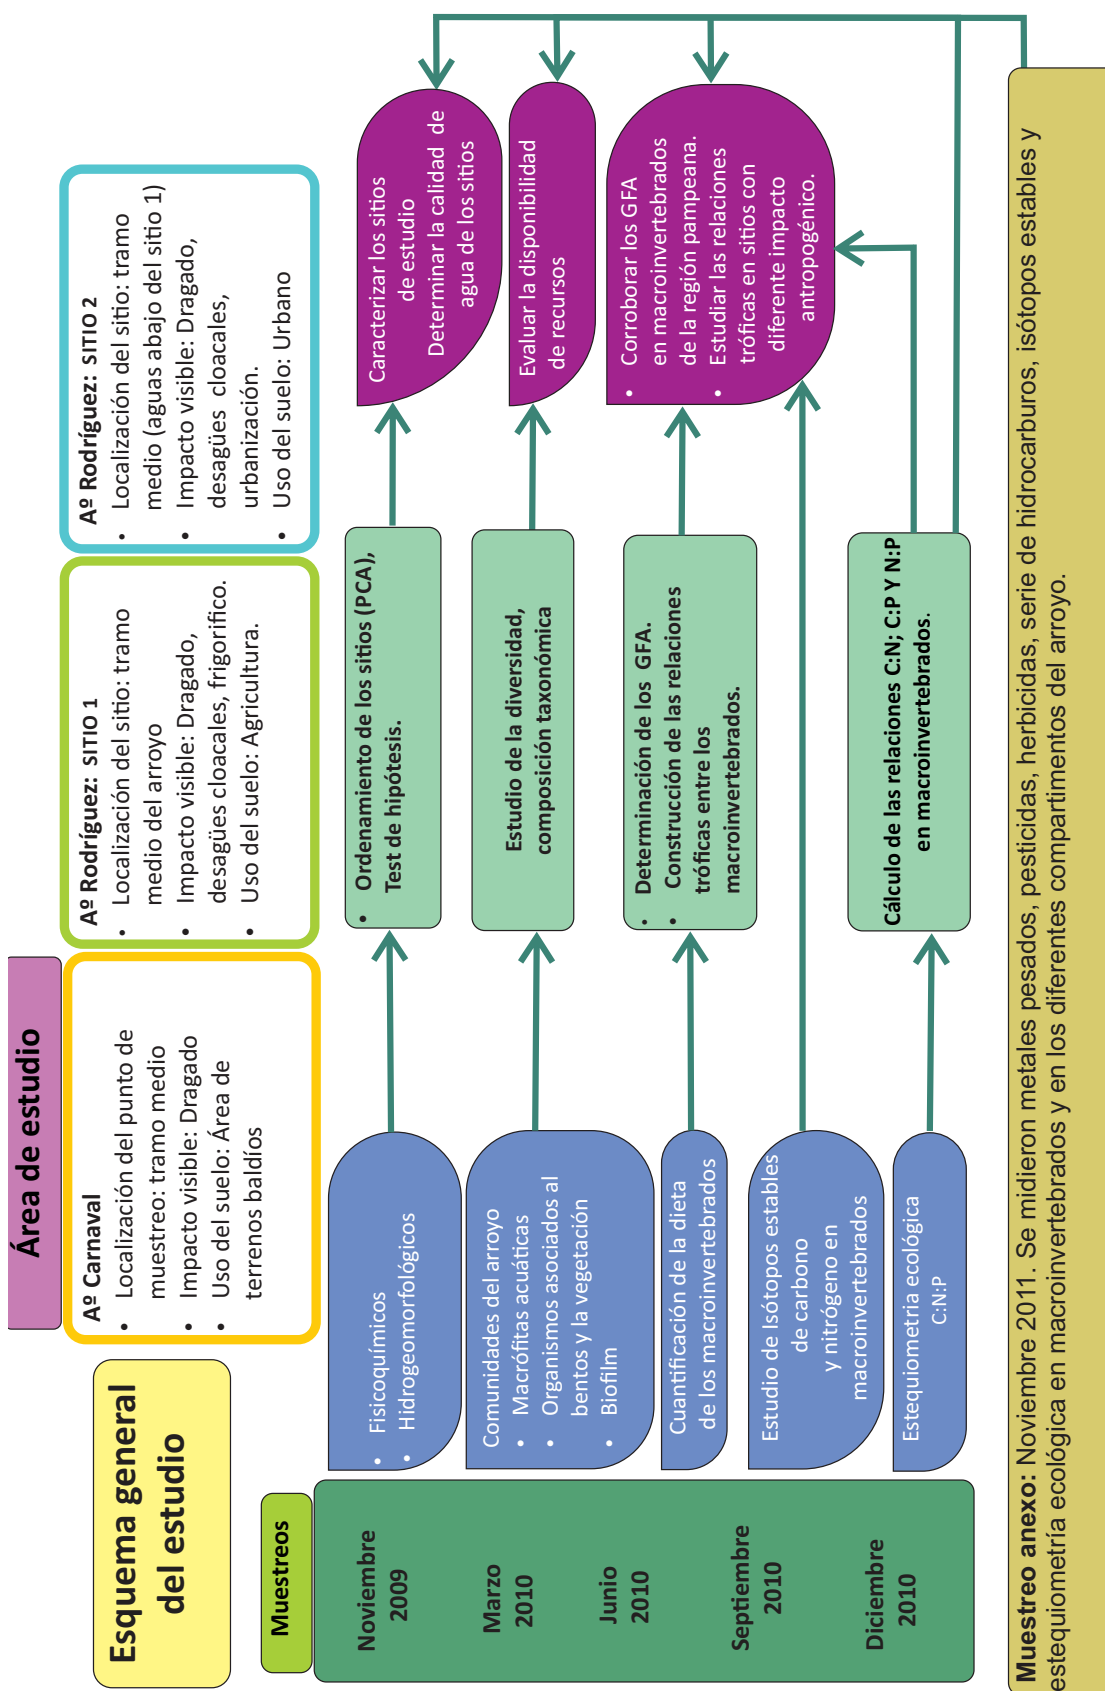 Esquema general
del estudio
Área de estudio
Aº Carnaval
• Localización del punto de
muestreo: tramo medio
• Impacto visible: Dragado
• Uso del suelo: Área de
terrenos baldíos
Aº Rodríguez: SITIO 1
• Localización del sitio: tramo
medio del arroyo
• Impacto visible: Dragado,
desagües cloacales, frigorifico.
• Uso del suelo: Agricultura.
Aº Rodríguez: SITIO 2
• Localización del sitio: tramo
medio (aguas abajo del sitio 1)
• Impacto visible: Dragado,
desagües cloacales,
urbanización.
• Uso del suelo: Urbano
Muestreos
Noviembre
2009
Marzo
2010
Junio
2010
Septiembre
2010
Diciembre
2010
• Fisicoquímicos
• Hidrogeomorfológicos
Comunidades del arroyo
• Macrófitas acuáticas
• Organismos asociados al
bentos y la vegetación
• Biofilm
Cuantificación de la dieta
de los macroinvertebrados
Estudio de Isótopos estables
de carbono
y nitrógeno en
macroinvertebrados
Estequiometria ecológica
C:N:P
• Ordenamiento de los sitios (PCA),
Test de hipótesis.
Estudio de la diversidad,
composición taxonómica
• Determinación de los GFA.
• Construcción de las relaciones
tróficas entre los
macroinvertebrados.
Cálculo de las relaciones C:N; C:P Y N:P
en macroinvertebrados.
Caracterizar los sitios
de estudio
Determinar la calidad de
agua de los sitios
Evaluar la disponibilidad
de recursos
• Corroborar los GFA
en macroinvertebrados
de la región pampeana.
• Estudiar las relaciones
tróficas en sitios con
diferente impacto
antropogénico.
Muestreo anexo: Noviembre 2011. Se midieron metales pesados, pesticidas, herbicidas, serie de hidrocarburos, isótopos estables y
estequiometría ecológica en macroinvertebrados y en los diferentes compartimentos del arroyo.